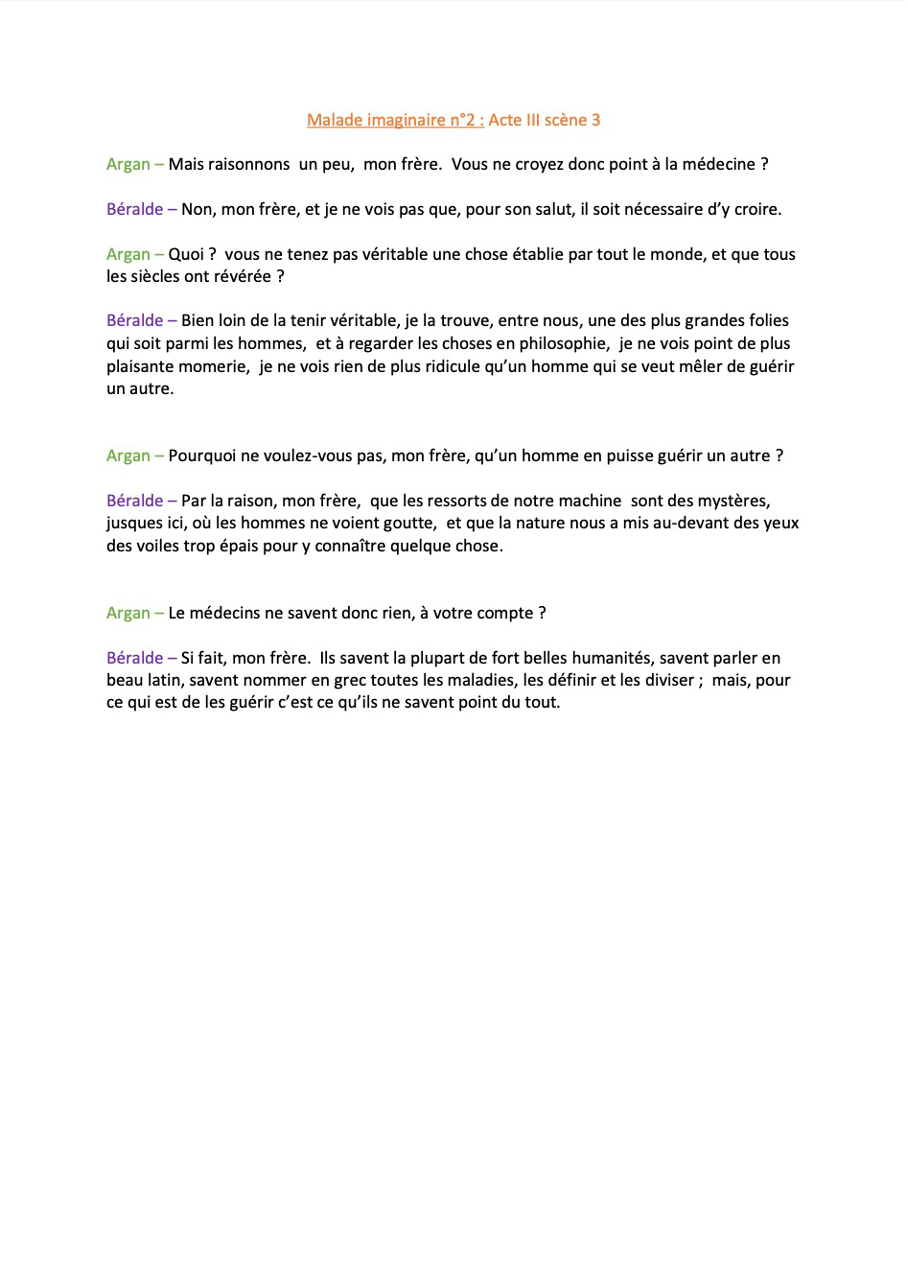 Malade imaginaire n°2 : Acte III scène 3
Argan – Mais raisonnons  un peu,  mon frère.  Vous ne croyez donc point à la médecine ?
Béralde – Non, mon frère, et je ne vois pas que, pour son salut, il soit nécessaire d’y croire.
Argan – Quoi ?  vous ne tenez pas véritable une chose établie par tout le monde, et que tous
les siècles ont révérée ?
Béralde – Bien loin de la tenir véritable, je la trouve, entre nous, une des plus grandes folies
qui soit parmi les hommes,  et à regarder les choses en philosophie,  je ne vois point de plus
plaisante momerie,  je ne vois rien de plus ridicule qu’un homme qui se veut mêler de guérir
un autre.
Argan – Pourquoi ne voulez-vous pas, mon frère, qu’un homme en puisse guérir un autre ?
Béralde – Par la raison, mon frère,  que les ressorts de notre machine  sont des mystères,
jusques ici, où les hommes ne voient goutte,  et que la nature nous a mis au-devant des yeux
des voiles trop épais pour y connaître quelque chose.
Argan – Le médecins ne savent donc rien, à votre compte ?
Béralde – Si fait, mon frère.  Ils savent la plupart de fort belles humanités, savent parler en
beau latin, savent nommer en grec toutes les maladies, les définir et les diviser ;  mais, pour
ce qui est de les guérir c’est ce qu’ils ne savent point du tout.